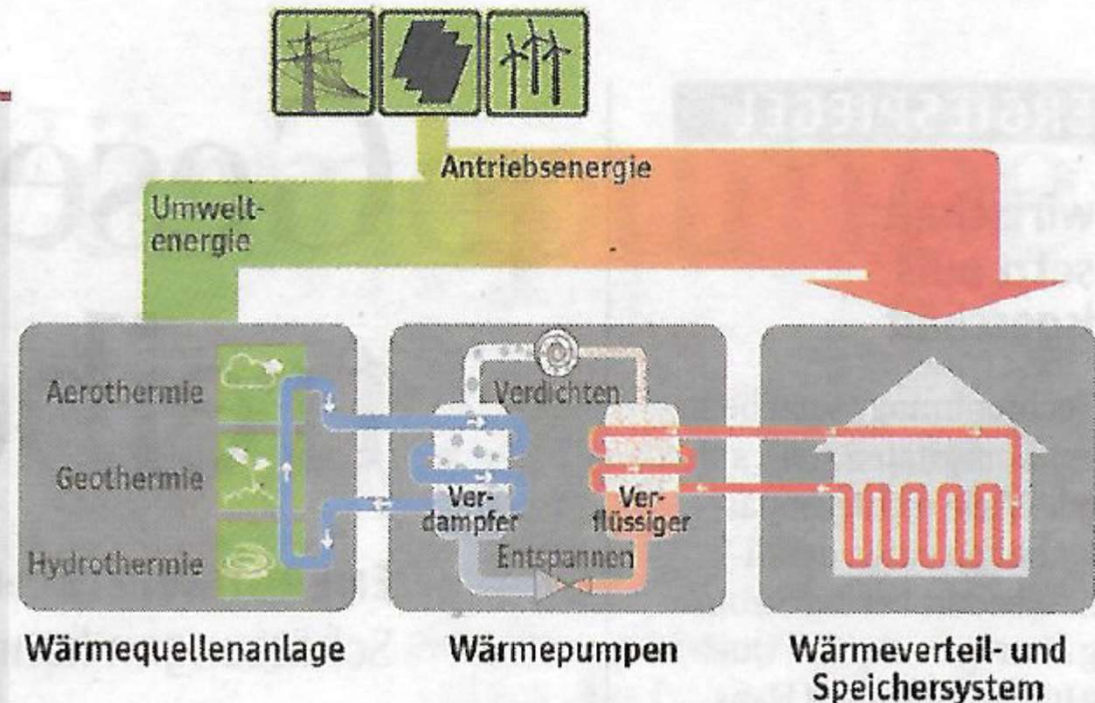 Antriebsenergie
Umwelt-
energie
Aerothermie
Geothermie
Hydrothermie
Verdichten
Ver-
dampfer
Ver-
flüssiger
Entspannen
Wärmequellenanlage
Wärmepumpen
Wärmeverteil- und
Speichersystem